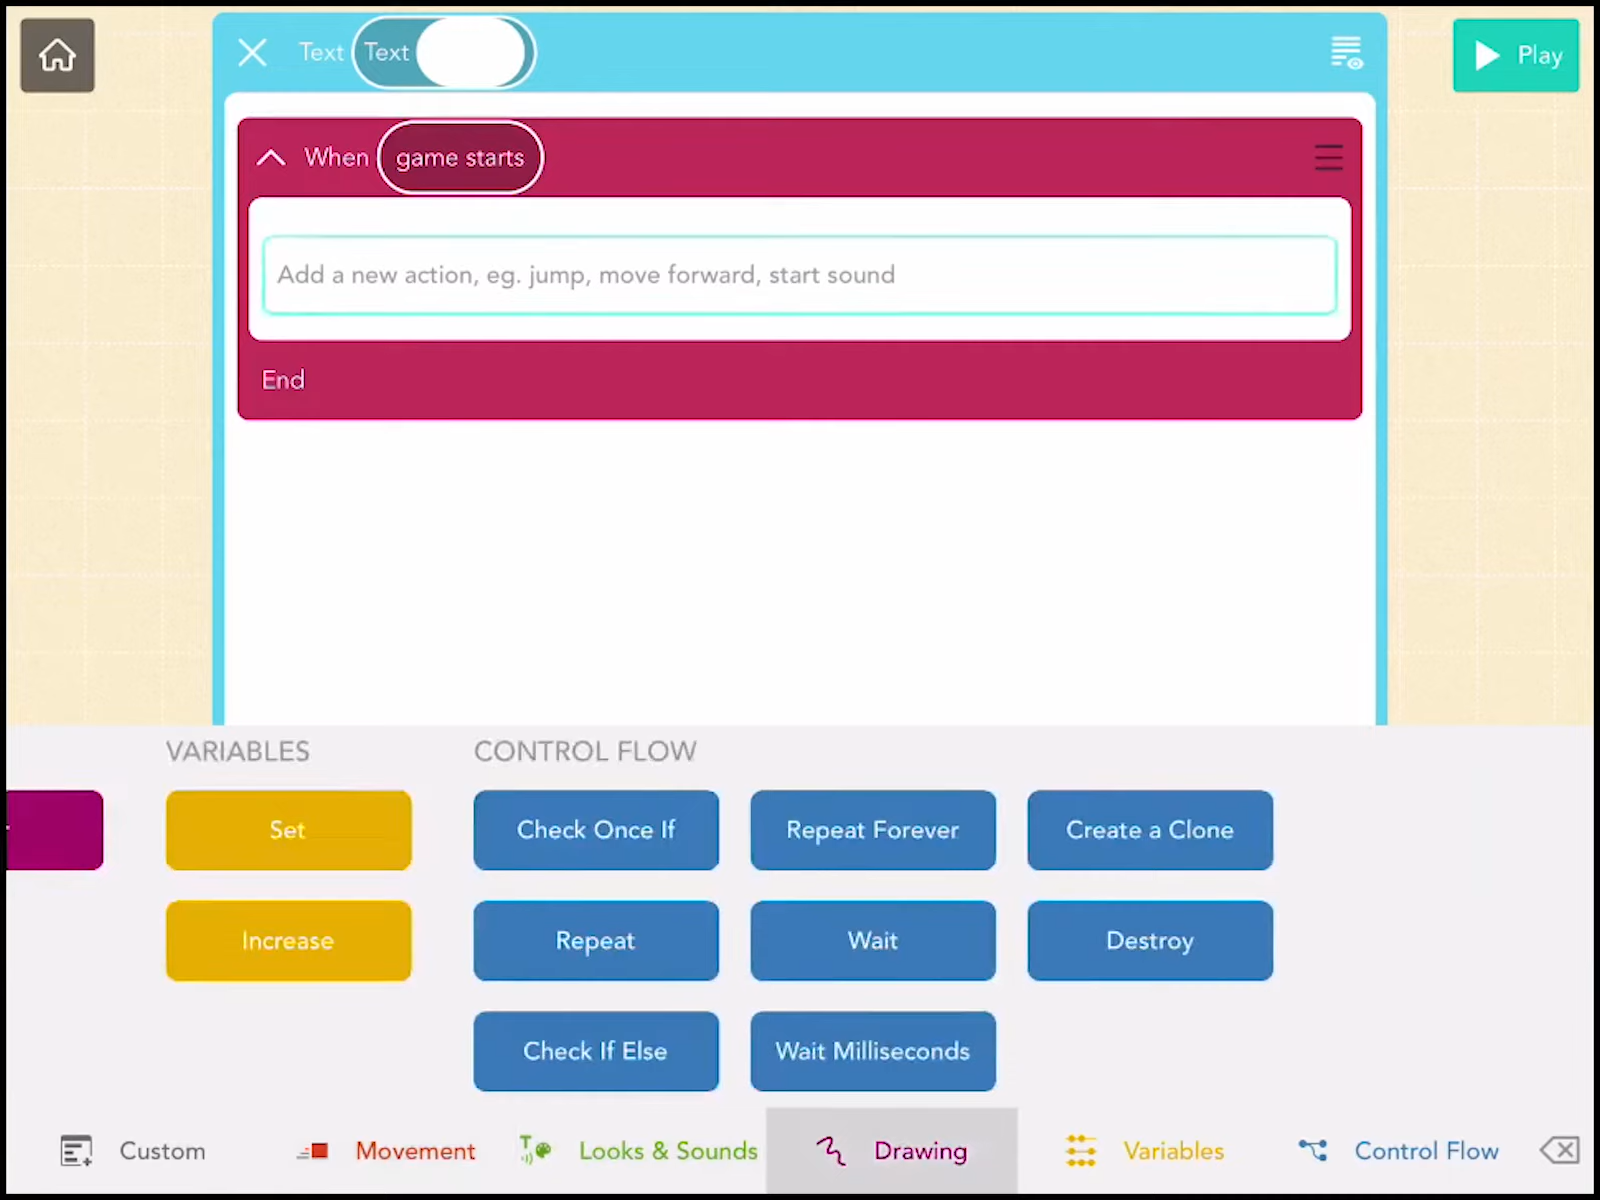 Text Text
Play
When game starts
Add a new action, eg. jump, move forward, start sound
End
VARIABLES CONTROL FLOW
Set Check Once If Repeat Forever Create a Clone
Increase Repeat Wait Destroy
Check If Else Wait Milliseconds
Custom Movement Looks & Sounds Drawing Variables Control Flow